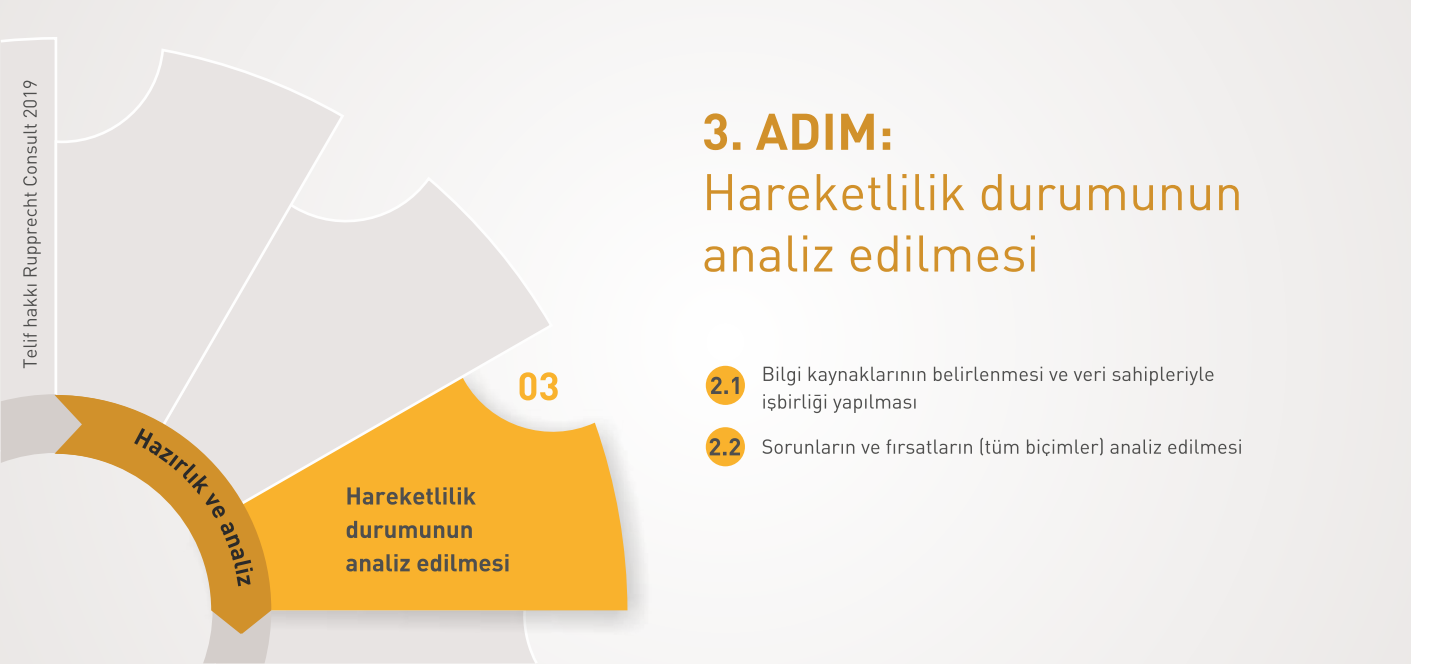 Telif hakkı Rupprecht Consult 2019
3. ADIM:
Hareketlilik durumunun
analiz edilmesi
2.1 Bilgi kaynaklarının belirlenmesi ve veri sahipleriyle
işbirliği yapılması
2.2 Sorunların ve fırsatların (tüm biçimler) analiz edilmesi
03
Hareketlilik
durumunun
analiz edilmesi
Hazırlık ve analiz